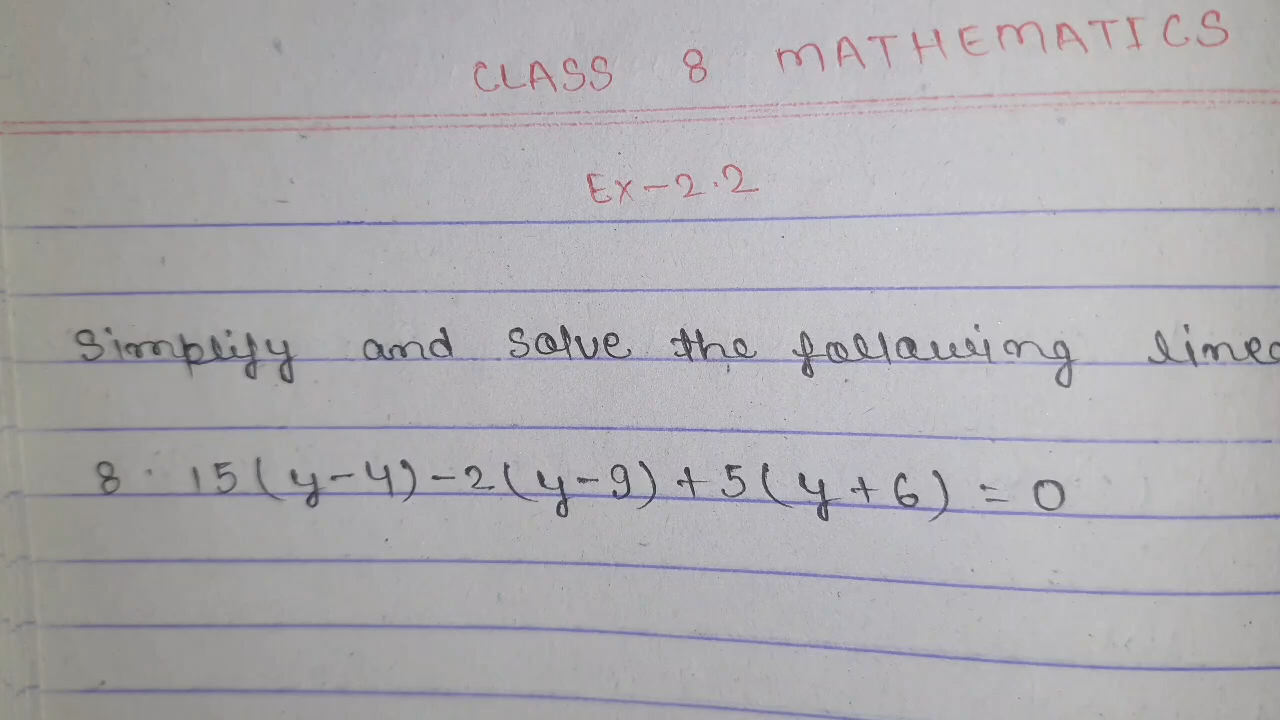 CLASS 8 MATHEMATICS
Ex-2.2
Simplify and solve the following linea
8. 15(y-4)-2(y-9)+5(y+6)=0